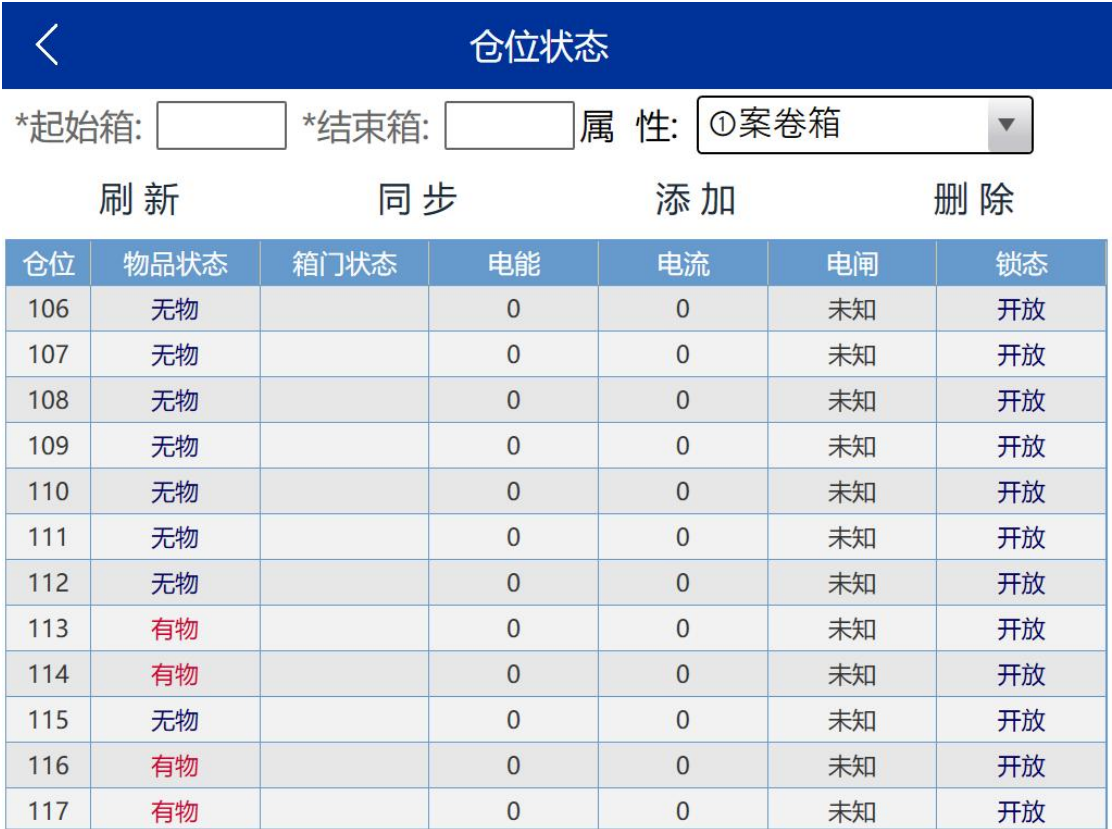 仓位状态
*起始箱: *结束箱: 属 性: ①案卷箱
刷 新 同 步 添 加 删 除
仓位 物品状态 箱门状态 电能 电流 电闸 锁态
106 无物 0 0 未知 开放
107 无物 0 0 未知 开放
108 无物 0 0 未知 开放
109 无物 0 0 未知 开放
110 无物 0 0 未知 开放
111 无物 0 0 未知 开放
112 无物 0 0 未知 开放
113 有物 0 0 未知 开放
114 有物 0 0 未知 开放
115 无物 0 0 未知 开放
116 有物 0 0 未知 开放
117 有物 0 0 未知 开放